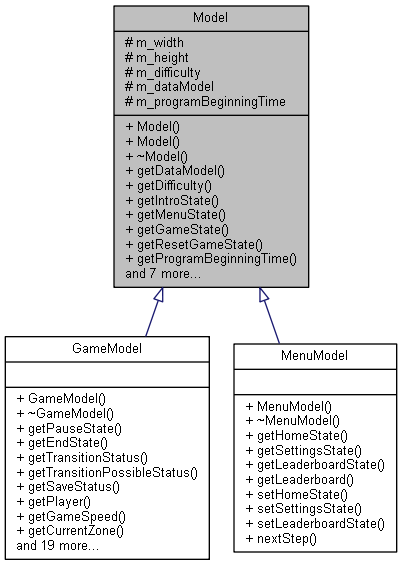 Model
# m_width
# m_height
# m_difficulty
# m_dataModel
# m_programBeginningTime
+ Model()
+ Model()
+ ~Model()
+ getDataModel()
+ getDifficulty()
+ getIntroState()
+ getMenuState()
+ getGameState()
+ getResetGameState()
+ getProgramBeginningTime()
and 7 more...
GameModel
+ GameModel()
+ ~GameModel()
+ getPauseState()
+ getEndState()
+ getTransitionStatus()
+ getTransitionPossibleStatus()
+ getSaveStatus()
+ getPlayer()
+ getGameSpeed()
+ getCurrentZone()
and 19 more...
MenuModel
+ MenuModel()
+ ~MenuModel()
+ getHomeState()
+ getSettingsState()
+ getLeaderboardState()
+ getLeaderboard()
+ setHomeState()
+ setSettingsState()
+ setLeaderboardState()
+ nextStep()